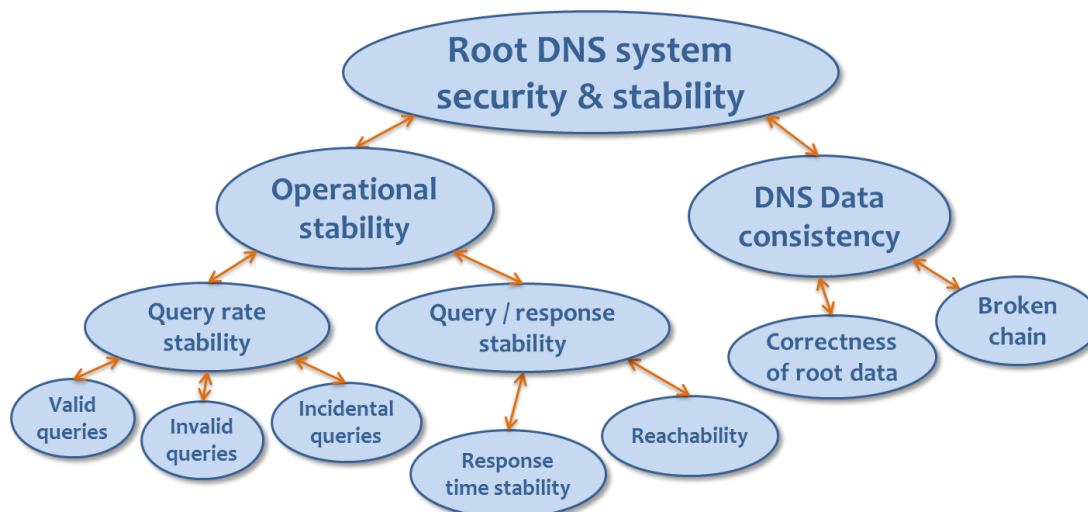 Root DNS system
security & stability
Operational
stability
DNS Data
consistency
Query rate
stability
Query / response
stability
Correctness
of root data
Broken
chain
Valid
queries
Invalid
queries
Incidental
queries
Response
time stability
Reachability